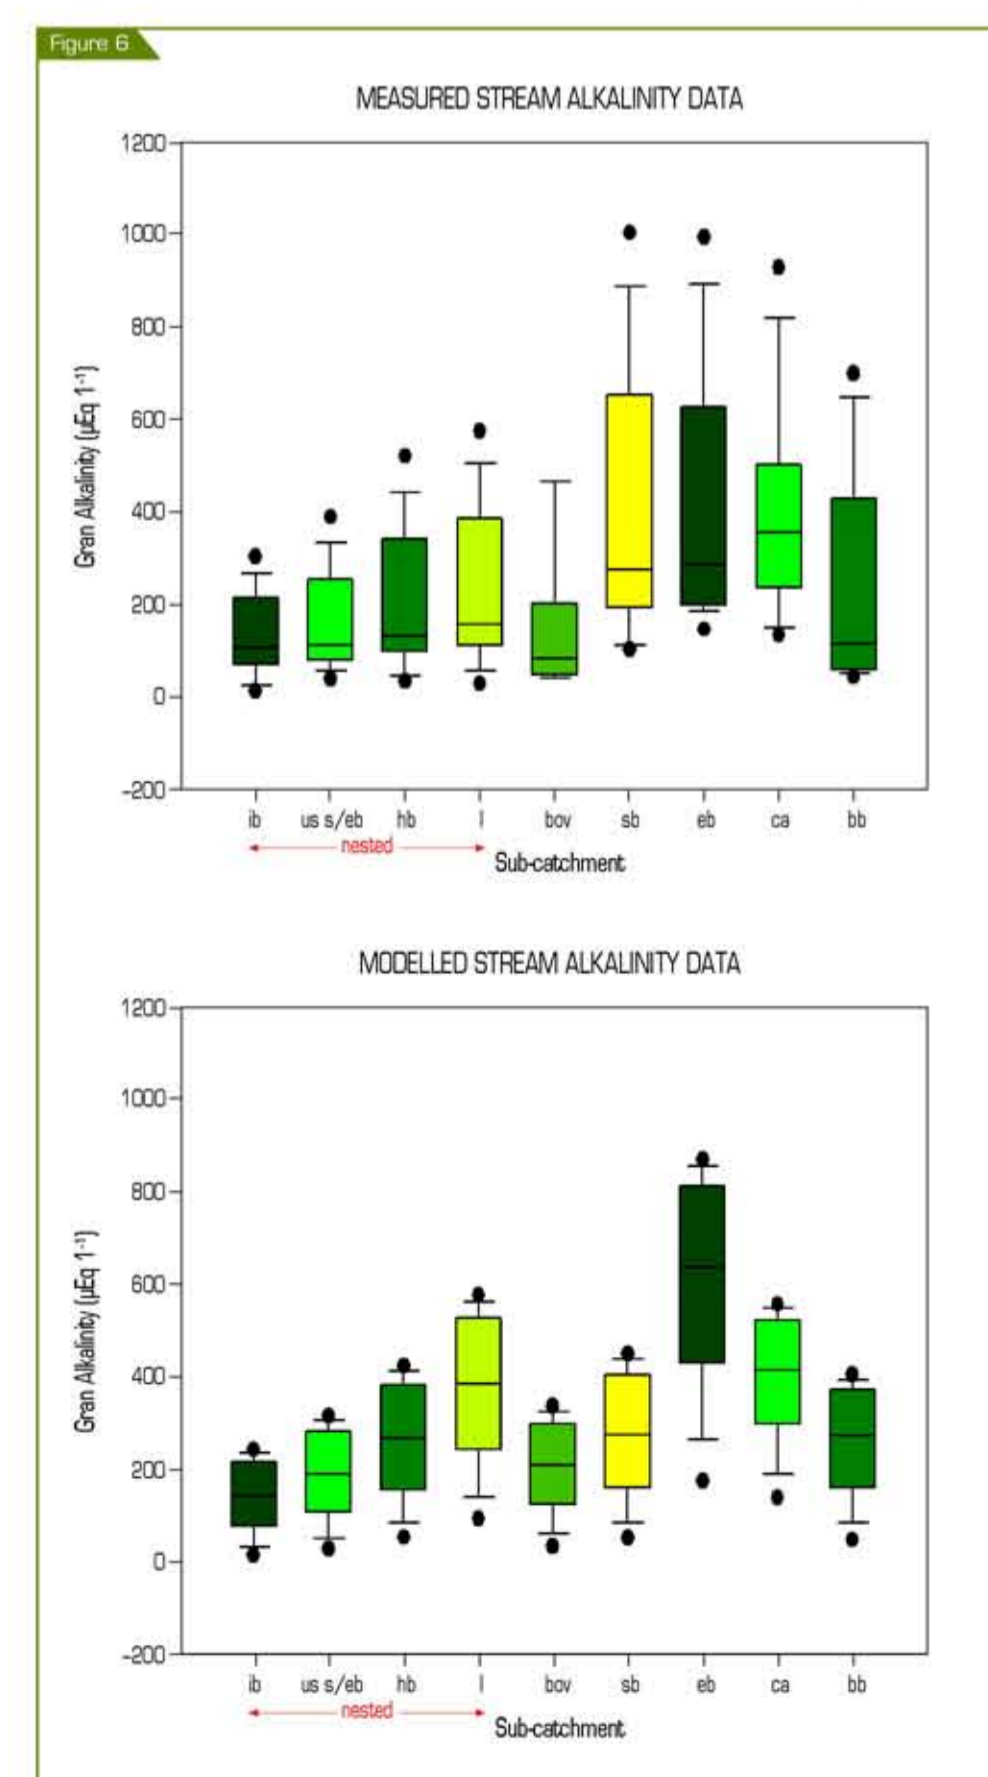 Figure 6
MEASURED STREAM ALKALINITY DATA
1200
1000
800
600
400
200
0
-200
Gran Alkalinity (µEq 1⁻¹)
ib us s/eb hb l bov sb eb ca bb
nested
Sub-catchment
MODELLED STREAM ALKALINITY DATA
1200
1000
800
600
400
200
0
-200
Gran Alkalinity (µEq 1⁻¹)
ib us s/eb hb l bov sb eb ca bb
nested
Sub-catchment